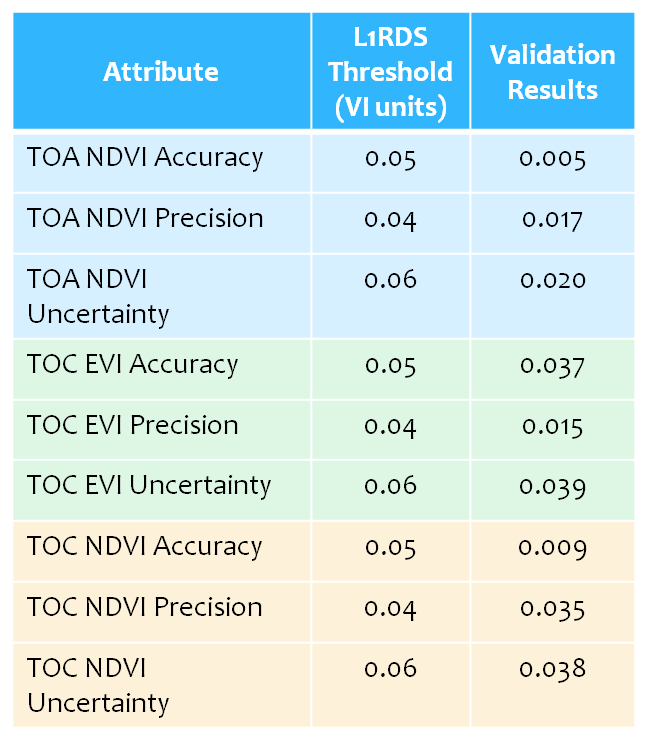 Attribute
L1RDS
Threshold
(VI units)
Validation
Results
TOA NDVI Accuracy 0.05 0.005
TOA NDVI Precision 0.04 0.017
TOA NDVI
Uncertainty
0.06 0.020
TOC EVI Accuracy 0.05 0.037
TOC EVI Precision 0.04 0.015
TOC EVI Uncertainty 0.06 0.039
TOC NDVI Accuracy 0.05 0.009
TOC NDVI Precision 0.04 0.035
TOC NDVI
Uncertainty
0.06 0.038